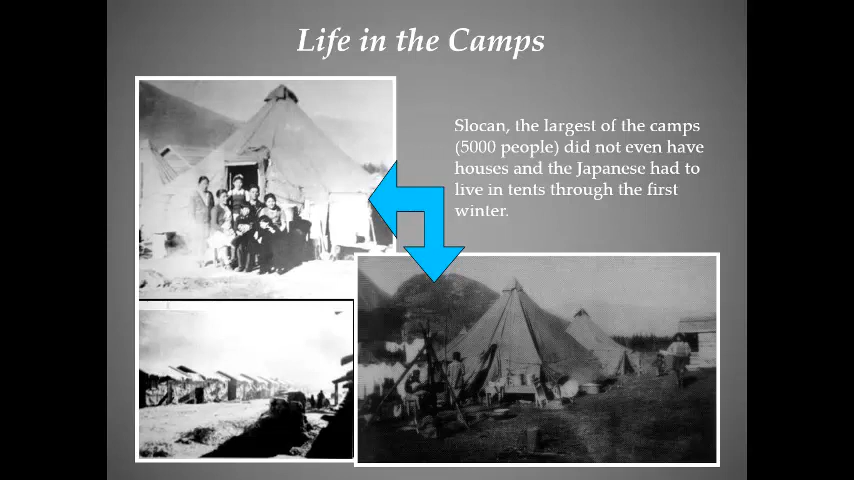 Life in the Camps
Slocan, the largest of the camps
(5000 people) did not even have
houses and the Japanese had to
live in tents through the first
winter.